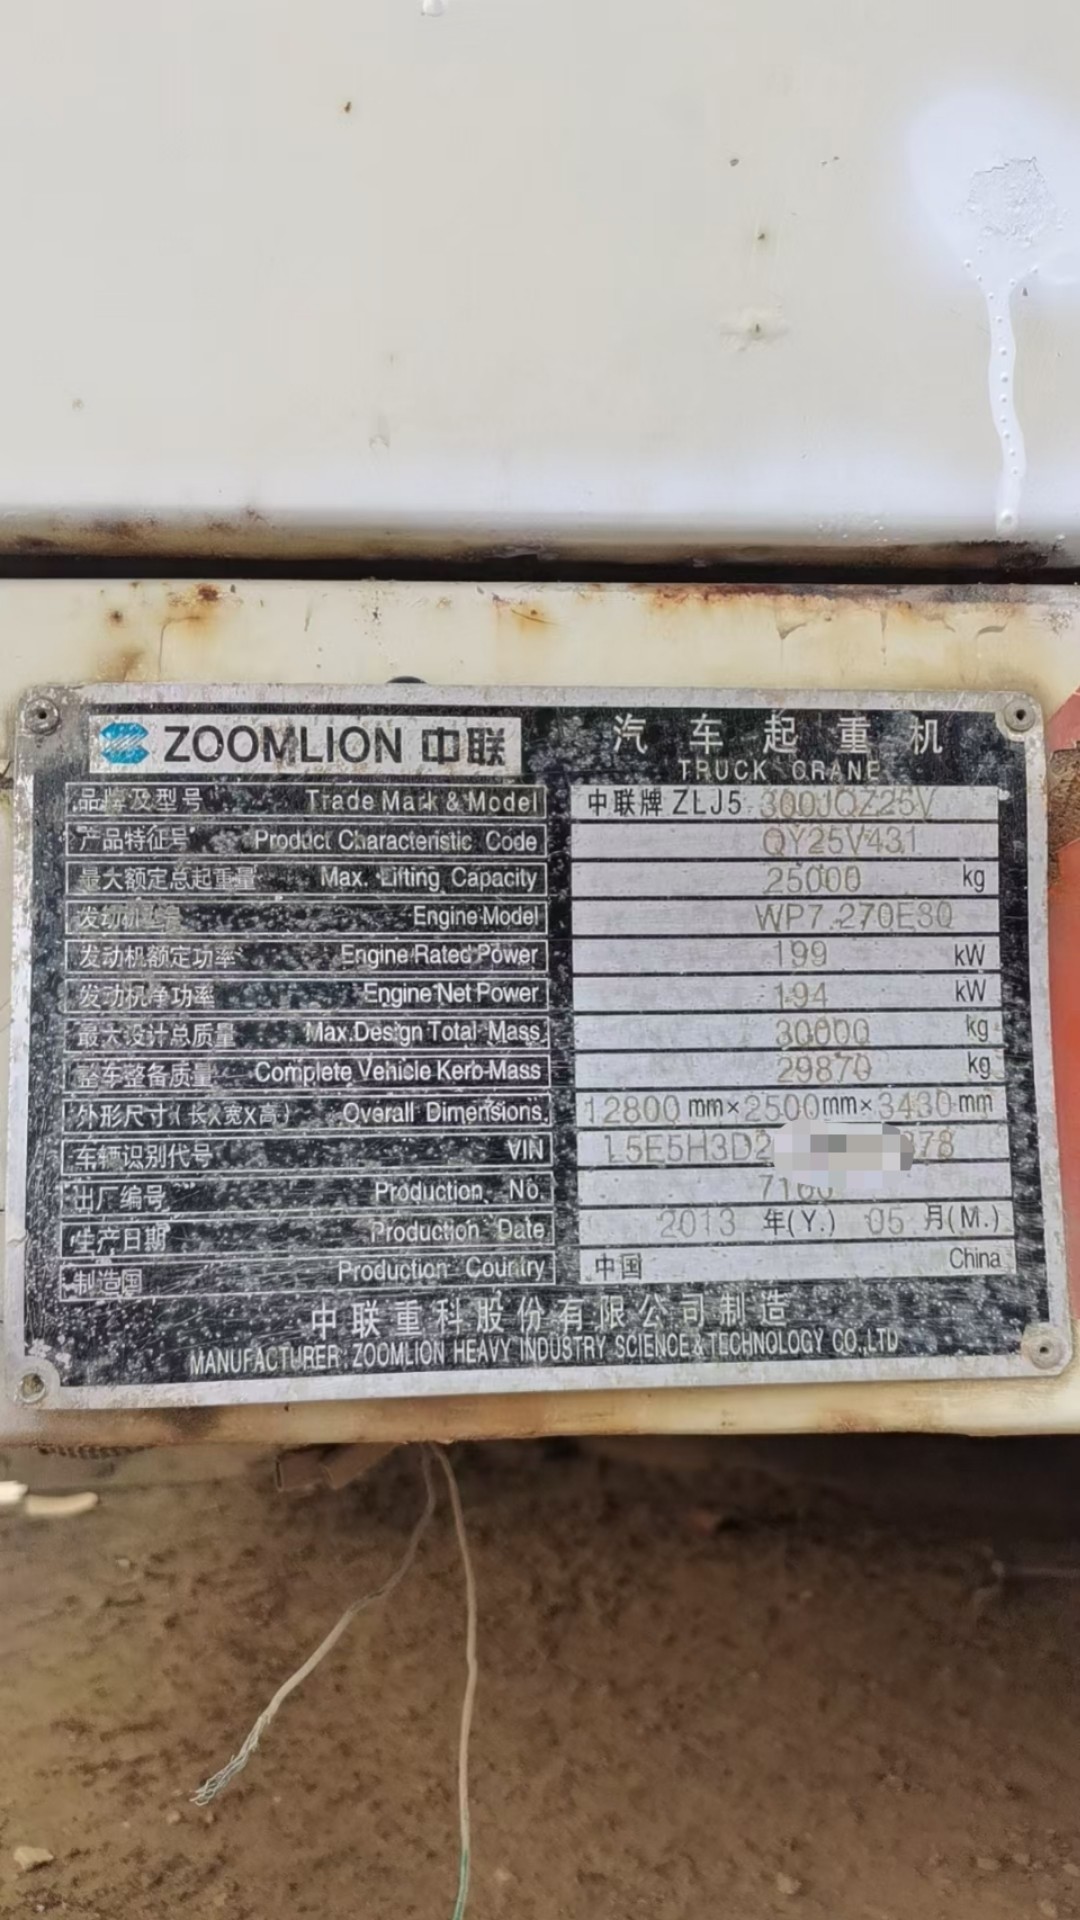 ZOOMLION 中联
汽车起重机
TRUCK CRANE
品牌及型号 Trade Mark & Model 中联牌 ZLJ5 300JQZ25V
产品特征号 Product Characteristic Code QY25V431
最大额定总起重量 Max. Lifting Capacity 25000 kg
发动机型号 Engine Model WP7.270E30
发动机额定功率 Engine Rated Power 199 kW
发动机净功率 Engine Net Power 194 kW
最大设计总质量 Max.Design Total Mass 30000 kg
整车整备质量 Complete Vehicle Kerb Mass 29870 kg
外形尺寸(长X宽X高) Overall Dimensions 12800 mm×2500mm×3430 mm
车辆识别代号 VIN L5E5H3D2 878
出厂编号 Production No. 7160
生产日期 Production Date 2013 年(Y.) 05 月(M.)
制造国 Production Country 中国 China
中联重科股份有限公司制造
MANUFACTURER: ZOOMLION HEAVY INDUSTRY SCIENCE&TECHNOLOGY CO.,LTD